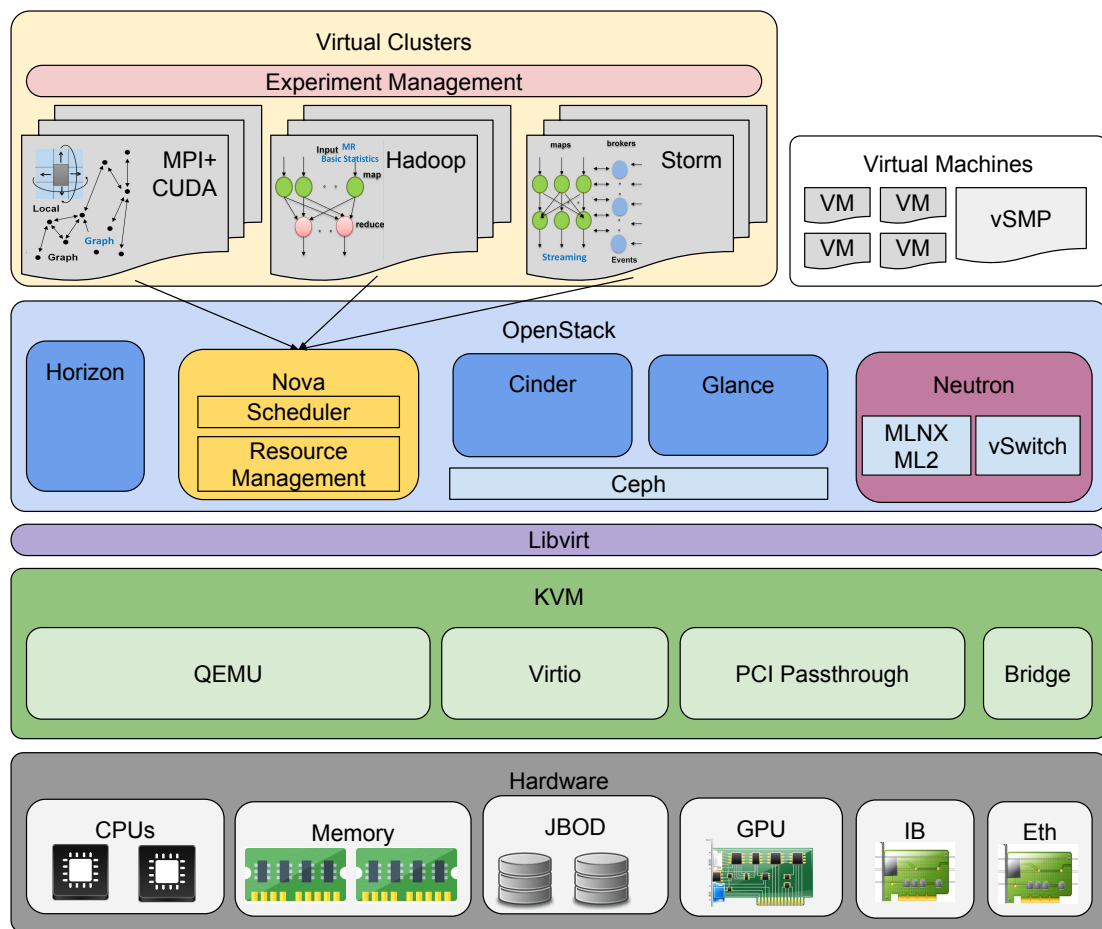 Virtual Clusters
Experiment Management
MPI+
CUDA
Local
Graph
Graph
Hadoop
Input
MR
Basic Statistics
map
reduce
Storm
maps
brokers
Streaming
Events
Virtual Machines
VM
VM
VM
VM
vSMP
OpenStack
Horizon
Nova
Scheduler
Resource
Management
Cinder
Glance
Ceph
Neutron
MLNX
ML2
vSwitch
Libvirt
KVM
QEMU
Virtio
PCI Passthrough
Bridge
Hardware
CPUs
Memory
JBOD
GPU
IB
Eth